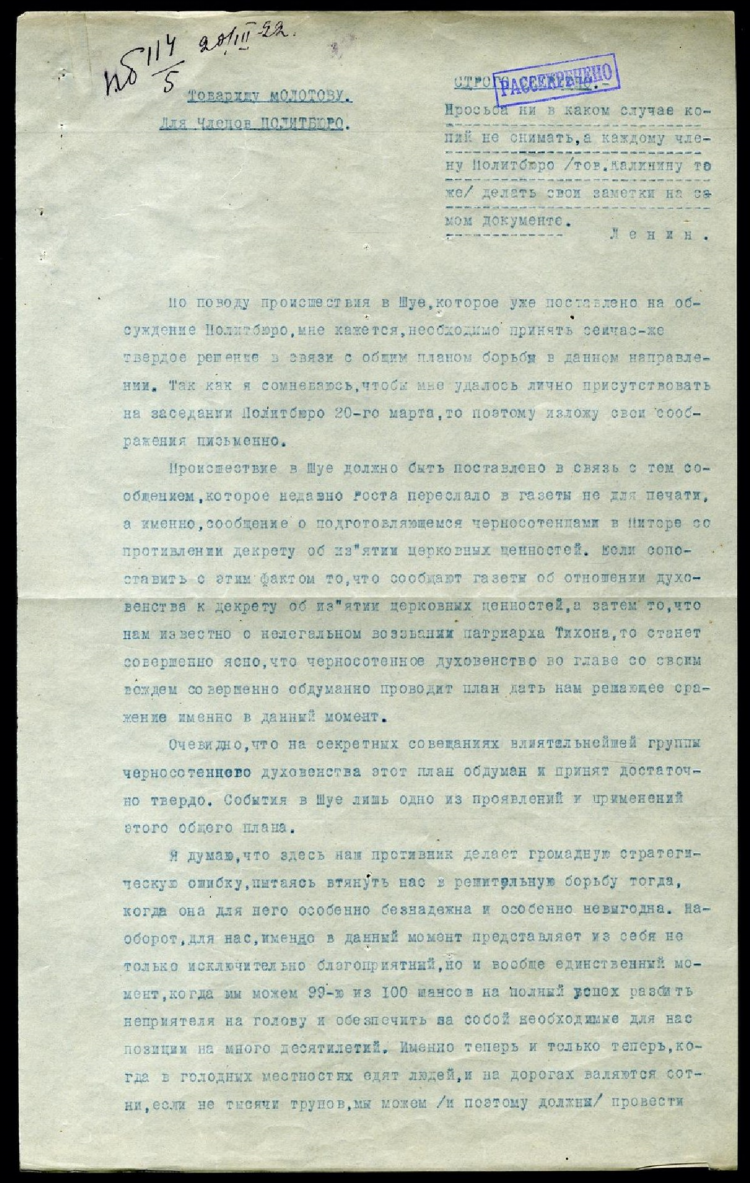 пб 114/5 20/III-22.
Товарищу МОЛОТОВУ.
Для Членов ПОЛИТБЮРО.
СТРОГО
РАССЕКРЕЧЕНО
Просьба ни в каком случае ко-
пий не снимать,а каждому чле-
ну Политбюро /тов.Калинину то
же/ делать свои заметки на са-
мом документе.
Ленин.
По поводу происшествия в Шуе,которое уже поставлено на об-
суждение Политбюро,мне кажется,необходимо принять сейчас-же
твердое решение в связи с общим планом борьбы в данном направле-
нии. Так как я сомневаюсь,чтобы мне удалось лично присутствовать
на заседании Политбюро 20-го марта,то поэтому изложу свои сооб-
ражения письменно.
Происшествие в Шуе должно быть поставлено в связь с тем со-
общением,которое недавно Роста переслало в газеты не для печати,
а именно,сообщение о подготовляющемся черносотенцами в Питере со
противлении декрету об из"ятии церковных ценностей. Если сопо-
ставить с этим фактом то,что сообщают газеты об отношении духо-
венства к декрету об из"ятии церковных ценностей,а затем то,что
нам известно о нелегальном воззвании патриарха Тихона,то станет
совершенно ясно,что черносотенное духовенство во главе со своим
вождем совершенно обдуманно проводит план дать нам решающее сра-
жение именно в данный момент.
Очевидно,что на секретных совещаниях влиятельнейшей группы
черносотенного духовенства этот план обдуман и принят достаточ-
но твердо. События в Шуе лишь одно из проявлений и применений
этого общего плана.
Я думаю,что здесь наш противник делает громадную стратеги-
ческую ошибку,пытаясь втянуть нас в решительную борьбу тогда,
когда она для него особенно безнадежна и особенно невыгодна. На-
оборот,для нас,именно в данный момент представляет из себя не
только исключительно благоприятный,но и вообще единственный мо-
мент,когда мы можем 99-ю из 100 шансов на полный успех разбить
неприятеля на голову и обеспечить за собой необходимые для нас
позиции на много десятилетий. Именно теперь и только теперь,ко-
гда в голодных местностях едят людей,и на дорогах валяются сот-
ни,если не тысячи трупов,мы можем /и поэтому должны/ провести